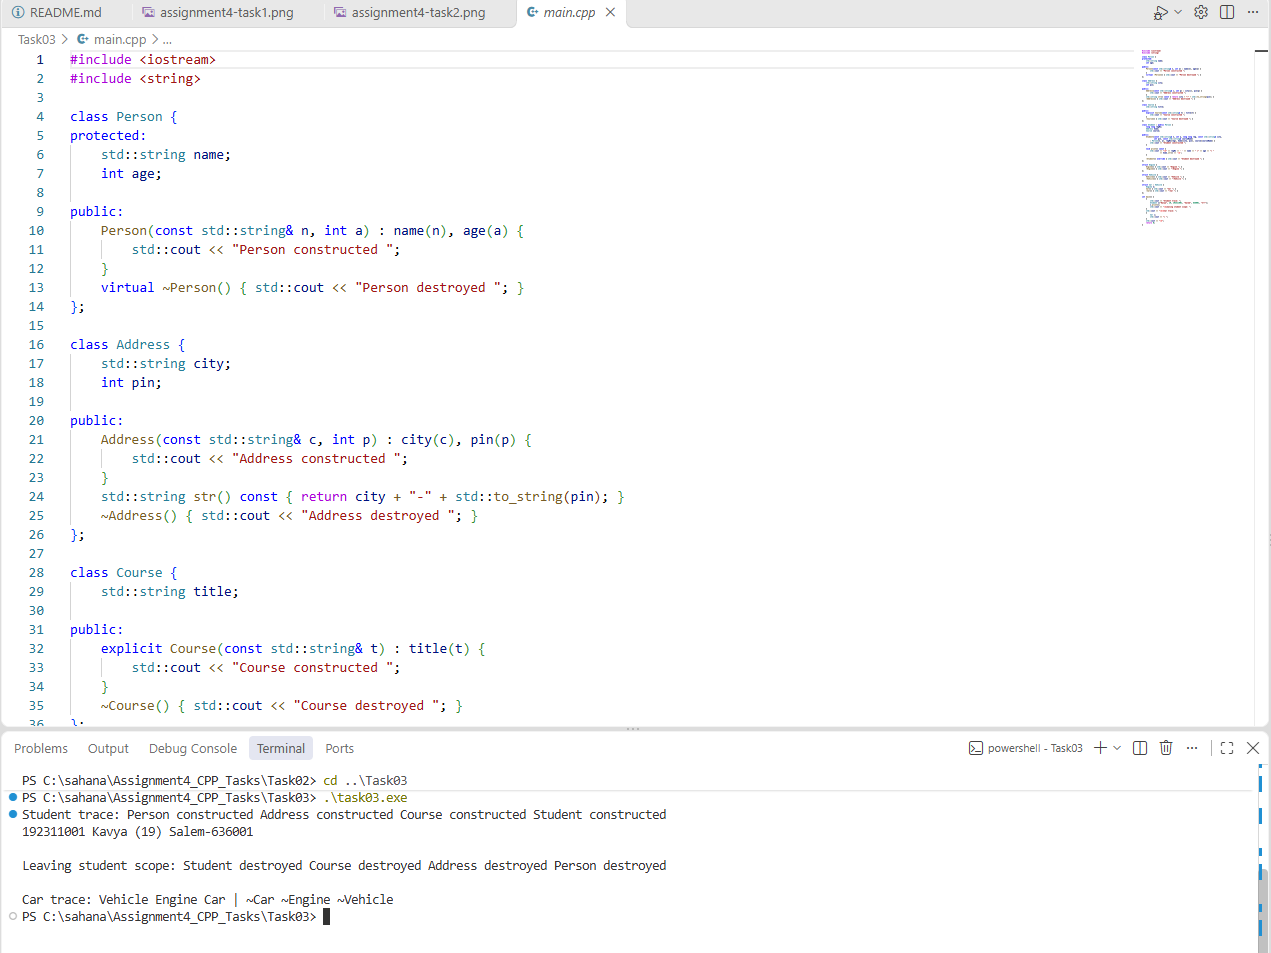 README.md assignment4-task1.png assignment4-task2.png main.cpp
Task03 > main.cpp > ...
1 #include <iostream>
2 #include <string>
3
4 class Person {
5 protected:
6 std::string name;
7 int age;
8
9 public:
10 Person(const std::string& n, int a) : name(n), age(a) {
11 std::cout << "Person constructed ";
12 }
13 virtual ~Person() { std::cout << "Person destroyed "; }
14 };
15
16 class Address {
17 std::string city;
18 int pin;
19
20 public:
21 Address(const std::string& c, int p) : city(c), pin(p) {
22 std::cout << "Address constructed ";
23 }
24 std::string str() const { return city + "-" + std::to_string(pin); }
25 ~Address() { std::cout << "Address destroyed "; }
26 };
27
28 class Course {
29 std::string title;
30
31 public:
32 explicit Course(const std::string& t) : title(t) {
33 std::cout << "Course constructed ";
34 }
35 ~Course() { std::cout << "Course destroyed "; }
36 };
Problems Output Debug Console Terminal Ports powershell - Task03
PS C:\sahana\Assignment4_CPP_Tasks\Task02> cd ..\Task03
PS C:\sahana\Assignment4_CPP_Tasks\Task03> .\task03.exe
Student trace: Person constructed Address constructed Course constructed Student constructed
192311001 Kavya (19) Salem-636001
Leaving student scope: Student destroyed Course destroyed Address destroyed Person destroyed
Car trace: Vehicle Engine Car | ~Car ~Engine ~Vehicle
PS C:\sahana\Assignment4_CPP_Tasks\Task03>